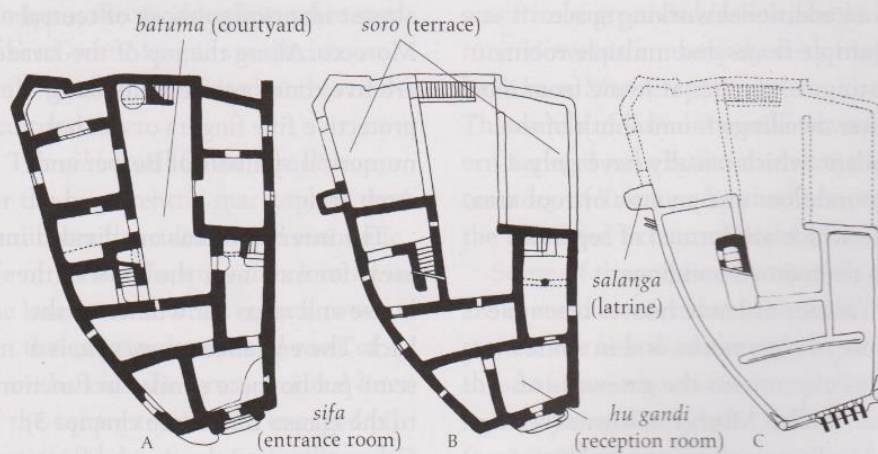 batuma (courtyard)
soro (terrace)
salanga
(latrine)
sifa
(entrance room)
hu gandi
(reception room)
A
B
C